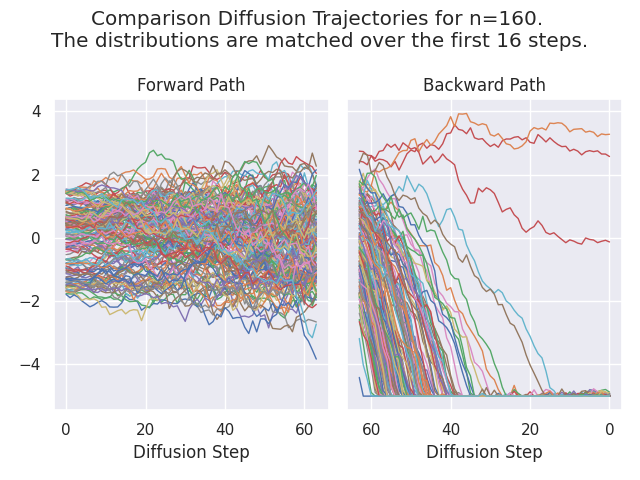 Comparison Diffusion Trajectories for n=160.
The distributions are matched over the first 16 steps.
Forward Path
Backward Path
4
2
0
−2
−4
0
20
40
60
60
40
20
0
Diffusion Step
Diffusion Step